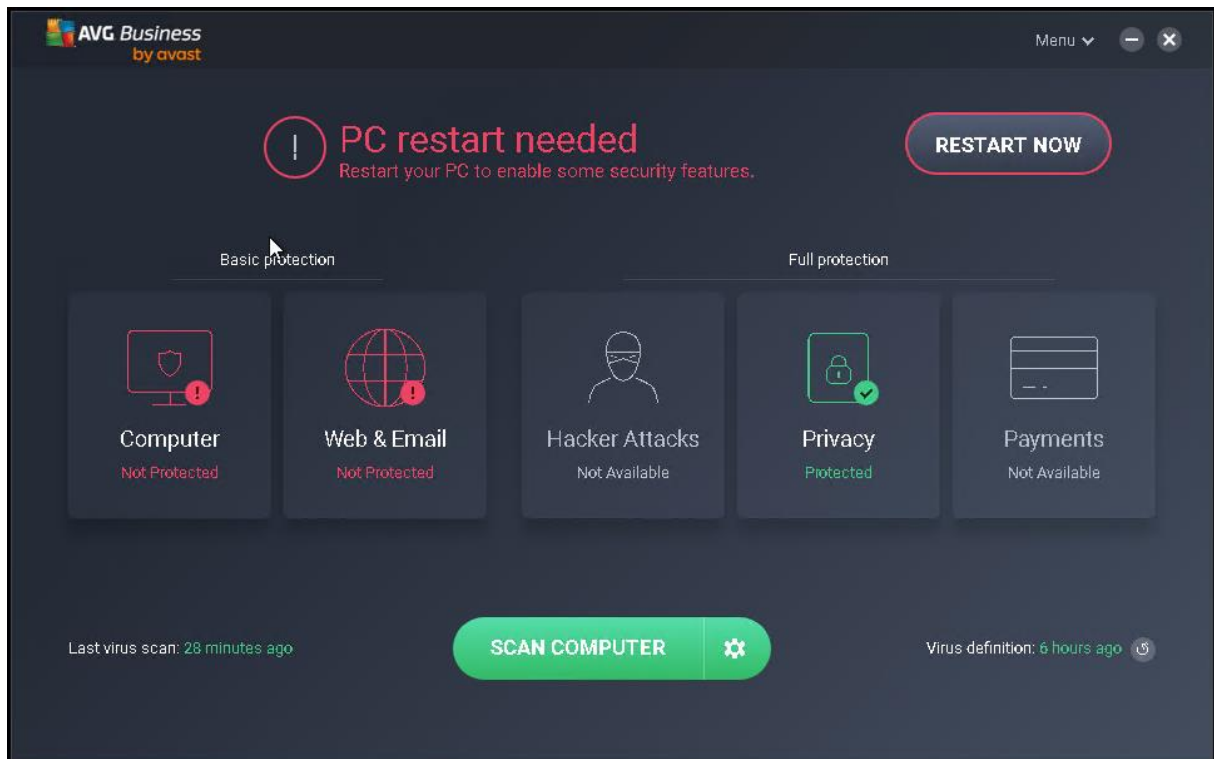 AVG Business
by avast
Menu
PC restart needed
Restart your PC to enable some security features.
RESTART NOW
Basic protection
Full protection
Computer
Not Protected
Web & Email
Not Protected
Hacker Attacks
Not Available
Privacy
Protected
Payments
Not Available
Last virus scan: 28 minutes ago
SCAN COMPUTER
Virus definition: 6 hours ago